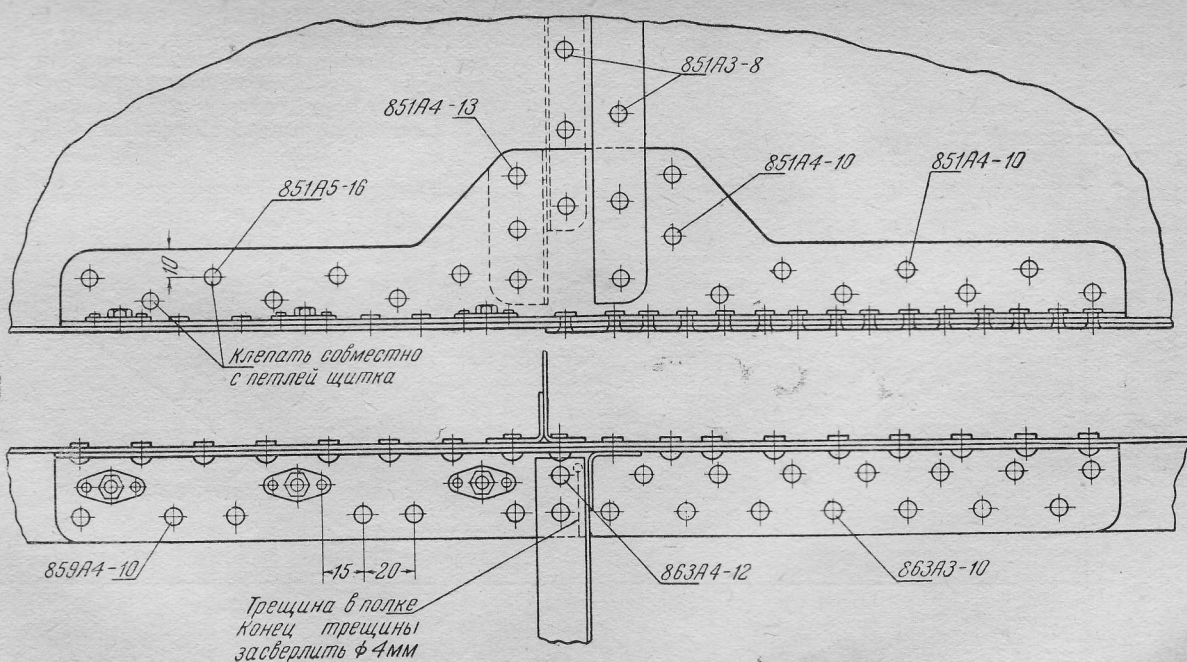 851А3-8
851А4-13
851А4-10
851А4-10
851А5-16
10
Клепать совместно
с петлей щитка
859А4-10
15
20
863А4-12
863А3-10
Трещина в полке
Конец трещины
засверлить ϕ 4мм